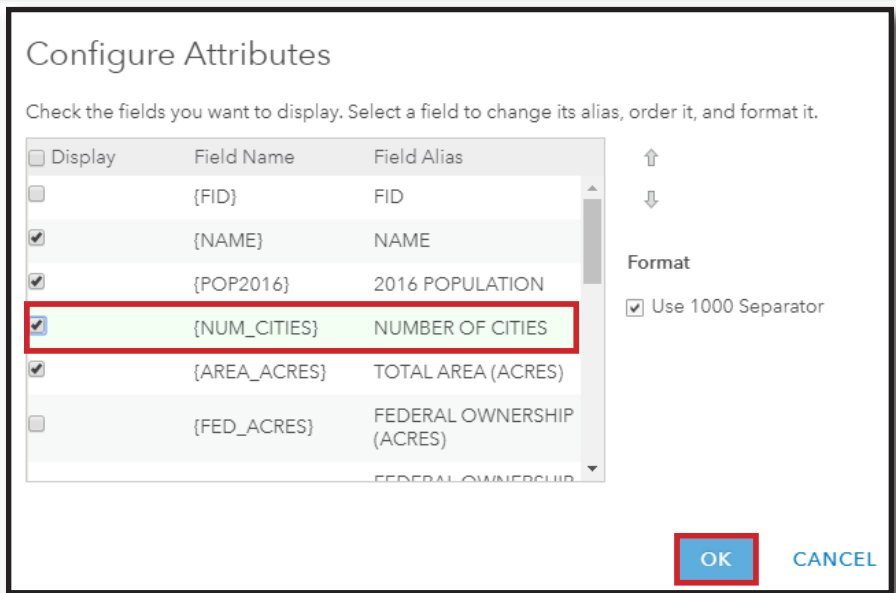 Configure Attributes
Check the fields you want to display. Select a field to change its alias, order it, and format it.
Display Field Name Field Alias
{FID} FID
{NAME} NAME
{POP2016} 2016 POPULATION
{NUM_CITIES} NUMBER OF CITIES
{AREA_ACRES} TOTAL AREA (ACRES)
{FED_ACRES} FEDERAL OWNERSHIP
(ACRES)
FEDERAL OWNERSHIP
Format
Use 1000 Separator
OK CANCEL